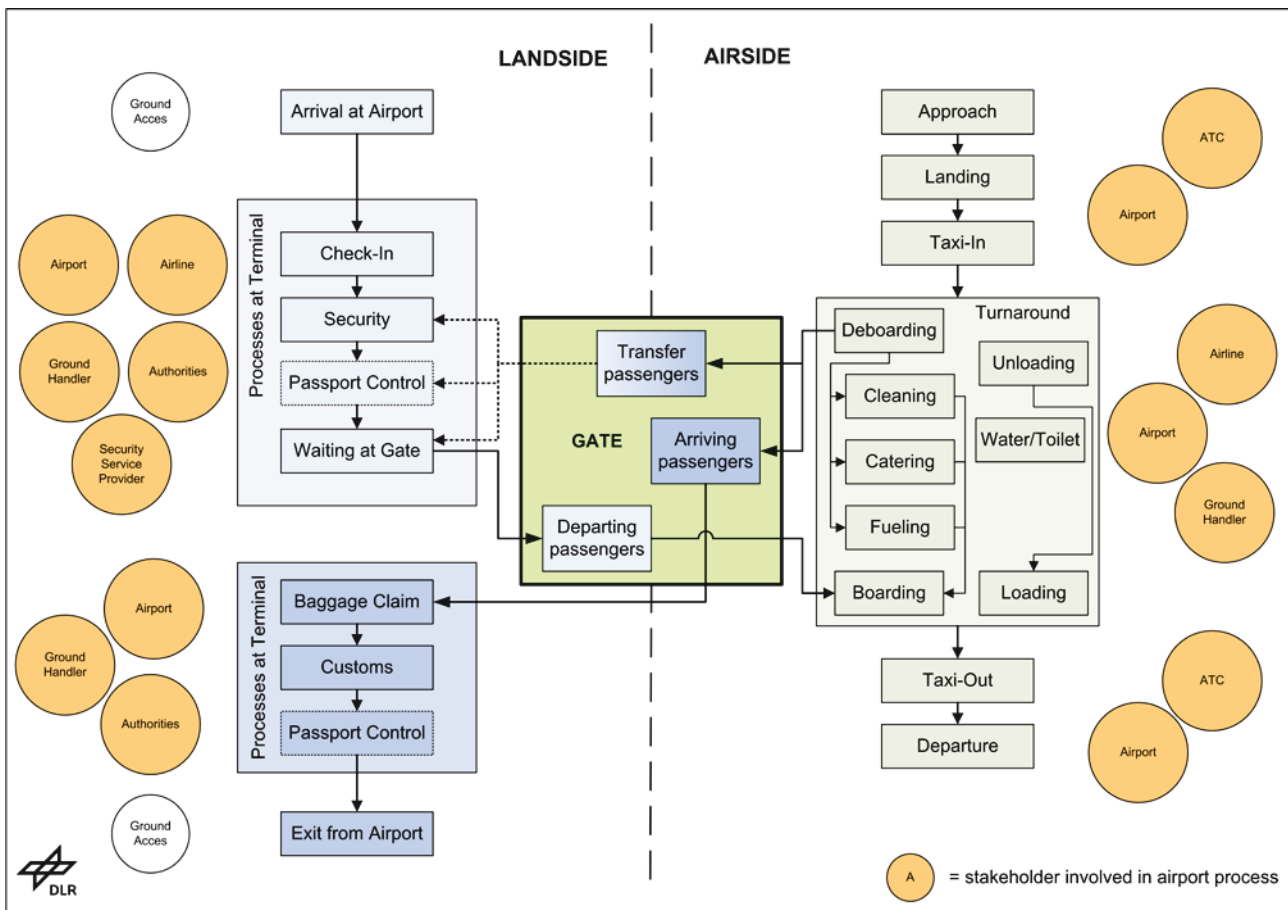 LANDSIDE
AIRSIDE
Ground
Acces
Arrival at Airport
Approach
ATC
Landing
Airport
Taxi-In
Processes at Terminal
Airport
Airline
Check-In
Security
Ground
Handler
Authorities
Passport Control
Security
Service
Provider
Waiting at Gate
GATE
Transfer
passengers
Arriving
passengers
Departing
passengers
Turnaround
Deboarding
Unloading
Cleaning
Water/Toilet
Catering
Fueling
Boarding
Loading
Airline
Airport
Ground
Handler
Processes at Terminal
Airport
Baggage Claim
Ground
Handler
Customs
Authorities
Passport Control
Taxi-Out
ATC
Departure
Airport
Ground
Acces
Exit from Airport
DLR
A
= stakeholder involved in airport process